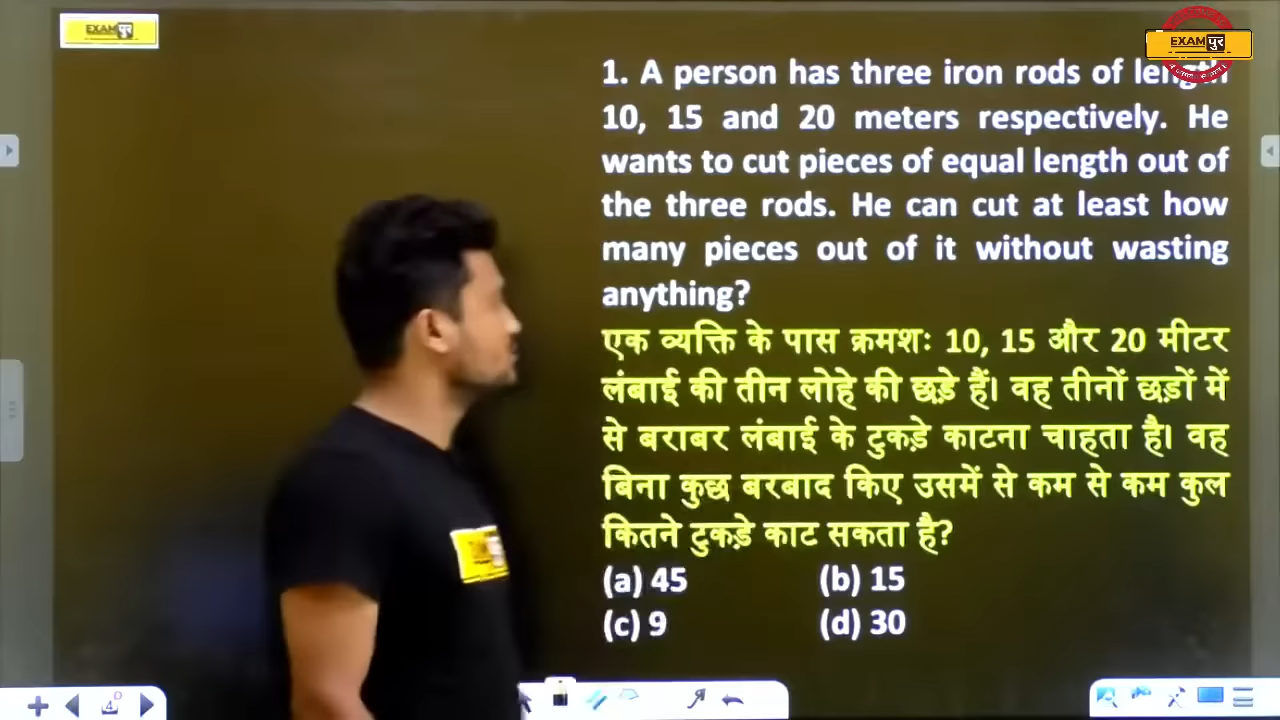 EXAMपुर
EXAMपुर
1. A person has three iron rods of length
10, 15 and 20 meters respectively. He
wants to cut pieces of equal length out of
the three rods. He can cut at least how
many pieces out of it without wasting
anything?
एक व्यक्ति के पास क्रमशः 10, 15 और 20 मीटर
लंबाई की तीन लोहे की छड़े हैं। वह तीनों छड़ों में
से बराबर लंबाई के टुकड़े काटना चाहता है। वह
बिना कुछ बरबाद किए उसमें से कम से कम कुल
कितने टुकड़े काट सकता है?
(a) 45 (b) 15
(c) 9 (d) 30